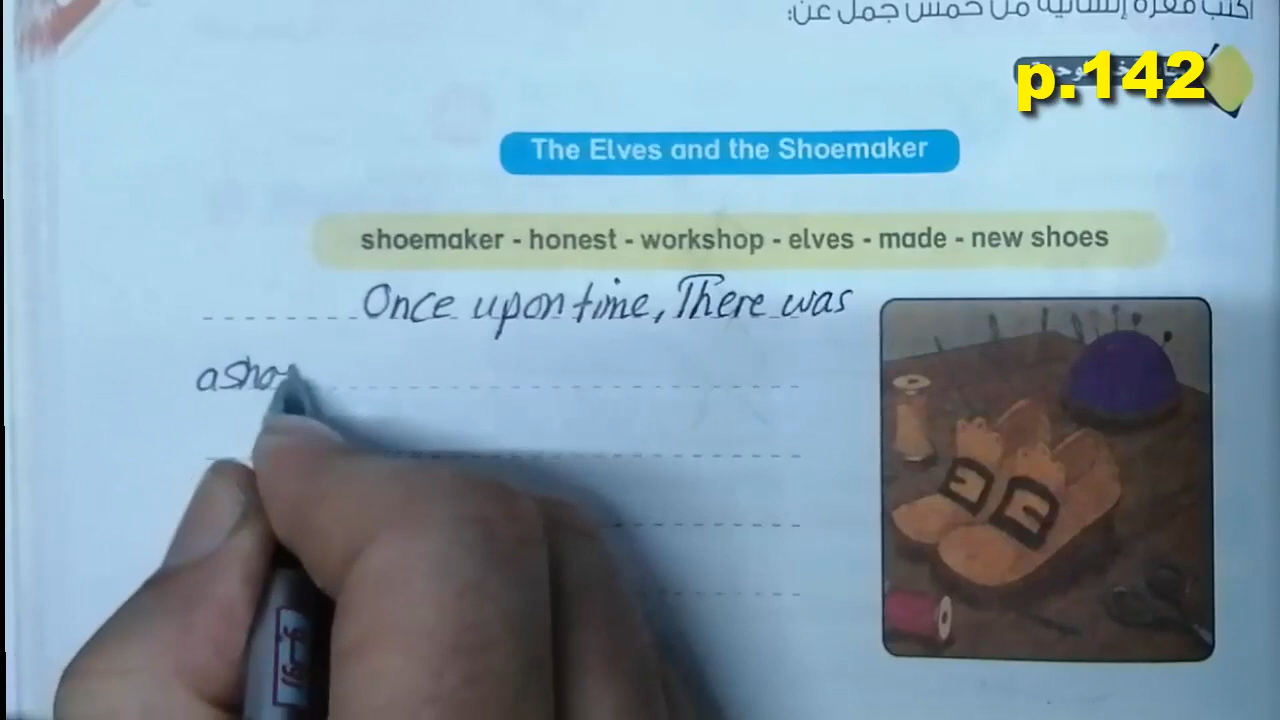 اكتب فقرة إنشائية من خمس جمل عن:
p.142
The Elves and the Shoemaker
shoemaker - honest - workshop - elves - made - new shoes
Once upon time, There was
a sho